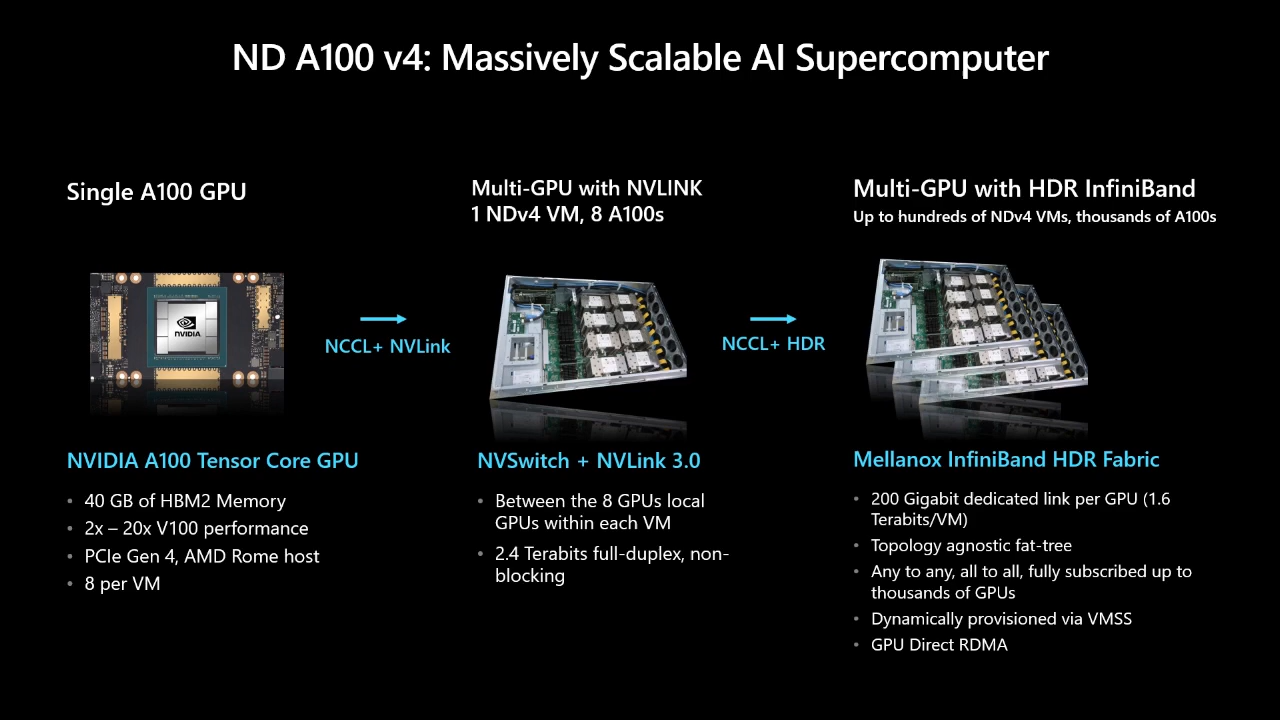 ND A100 v4: Massively Scalable AI Supercomputer
Single A100 GPU
NVIDIA
NCCL+ NVLink
NVIDIA A100 Tensor Core GPU
• 40 GB of HBM2 Memory
• 2x – 20x V100 performance
• PCIe Gen 4, AMD Rome host
• 8 per VM
Multi-GPU with NVLINK
1 NDv4 VM, 8 A100s
NCCL+ HDR
NVSwitch + NVLink 3.0
• Between the 8 GPUs local
GPUs within each VM
• 2.4 Terabits full-duplex, non-
blocking
Multi-GPU with HDR InfiniBand
Up to hundreds of NDv4 VMs, thousands of A100s
Mellanox InfiniBand HDR Fabric
• 200 Gigabit dedicated link per GPU (1.6
Terabits/VM)
• Topology agnostic fat-tree
• Any to any, all to all, fully subscribed up to
thousands of GPUs
• Dynamically provisioned via VMSS
• GPU Direct RDMA